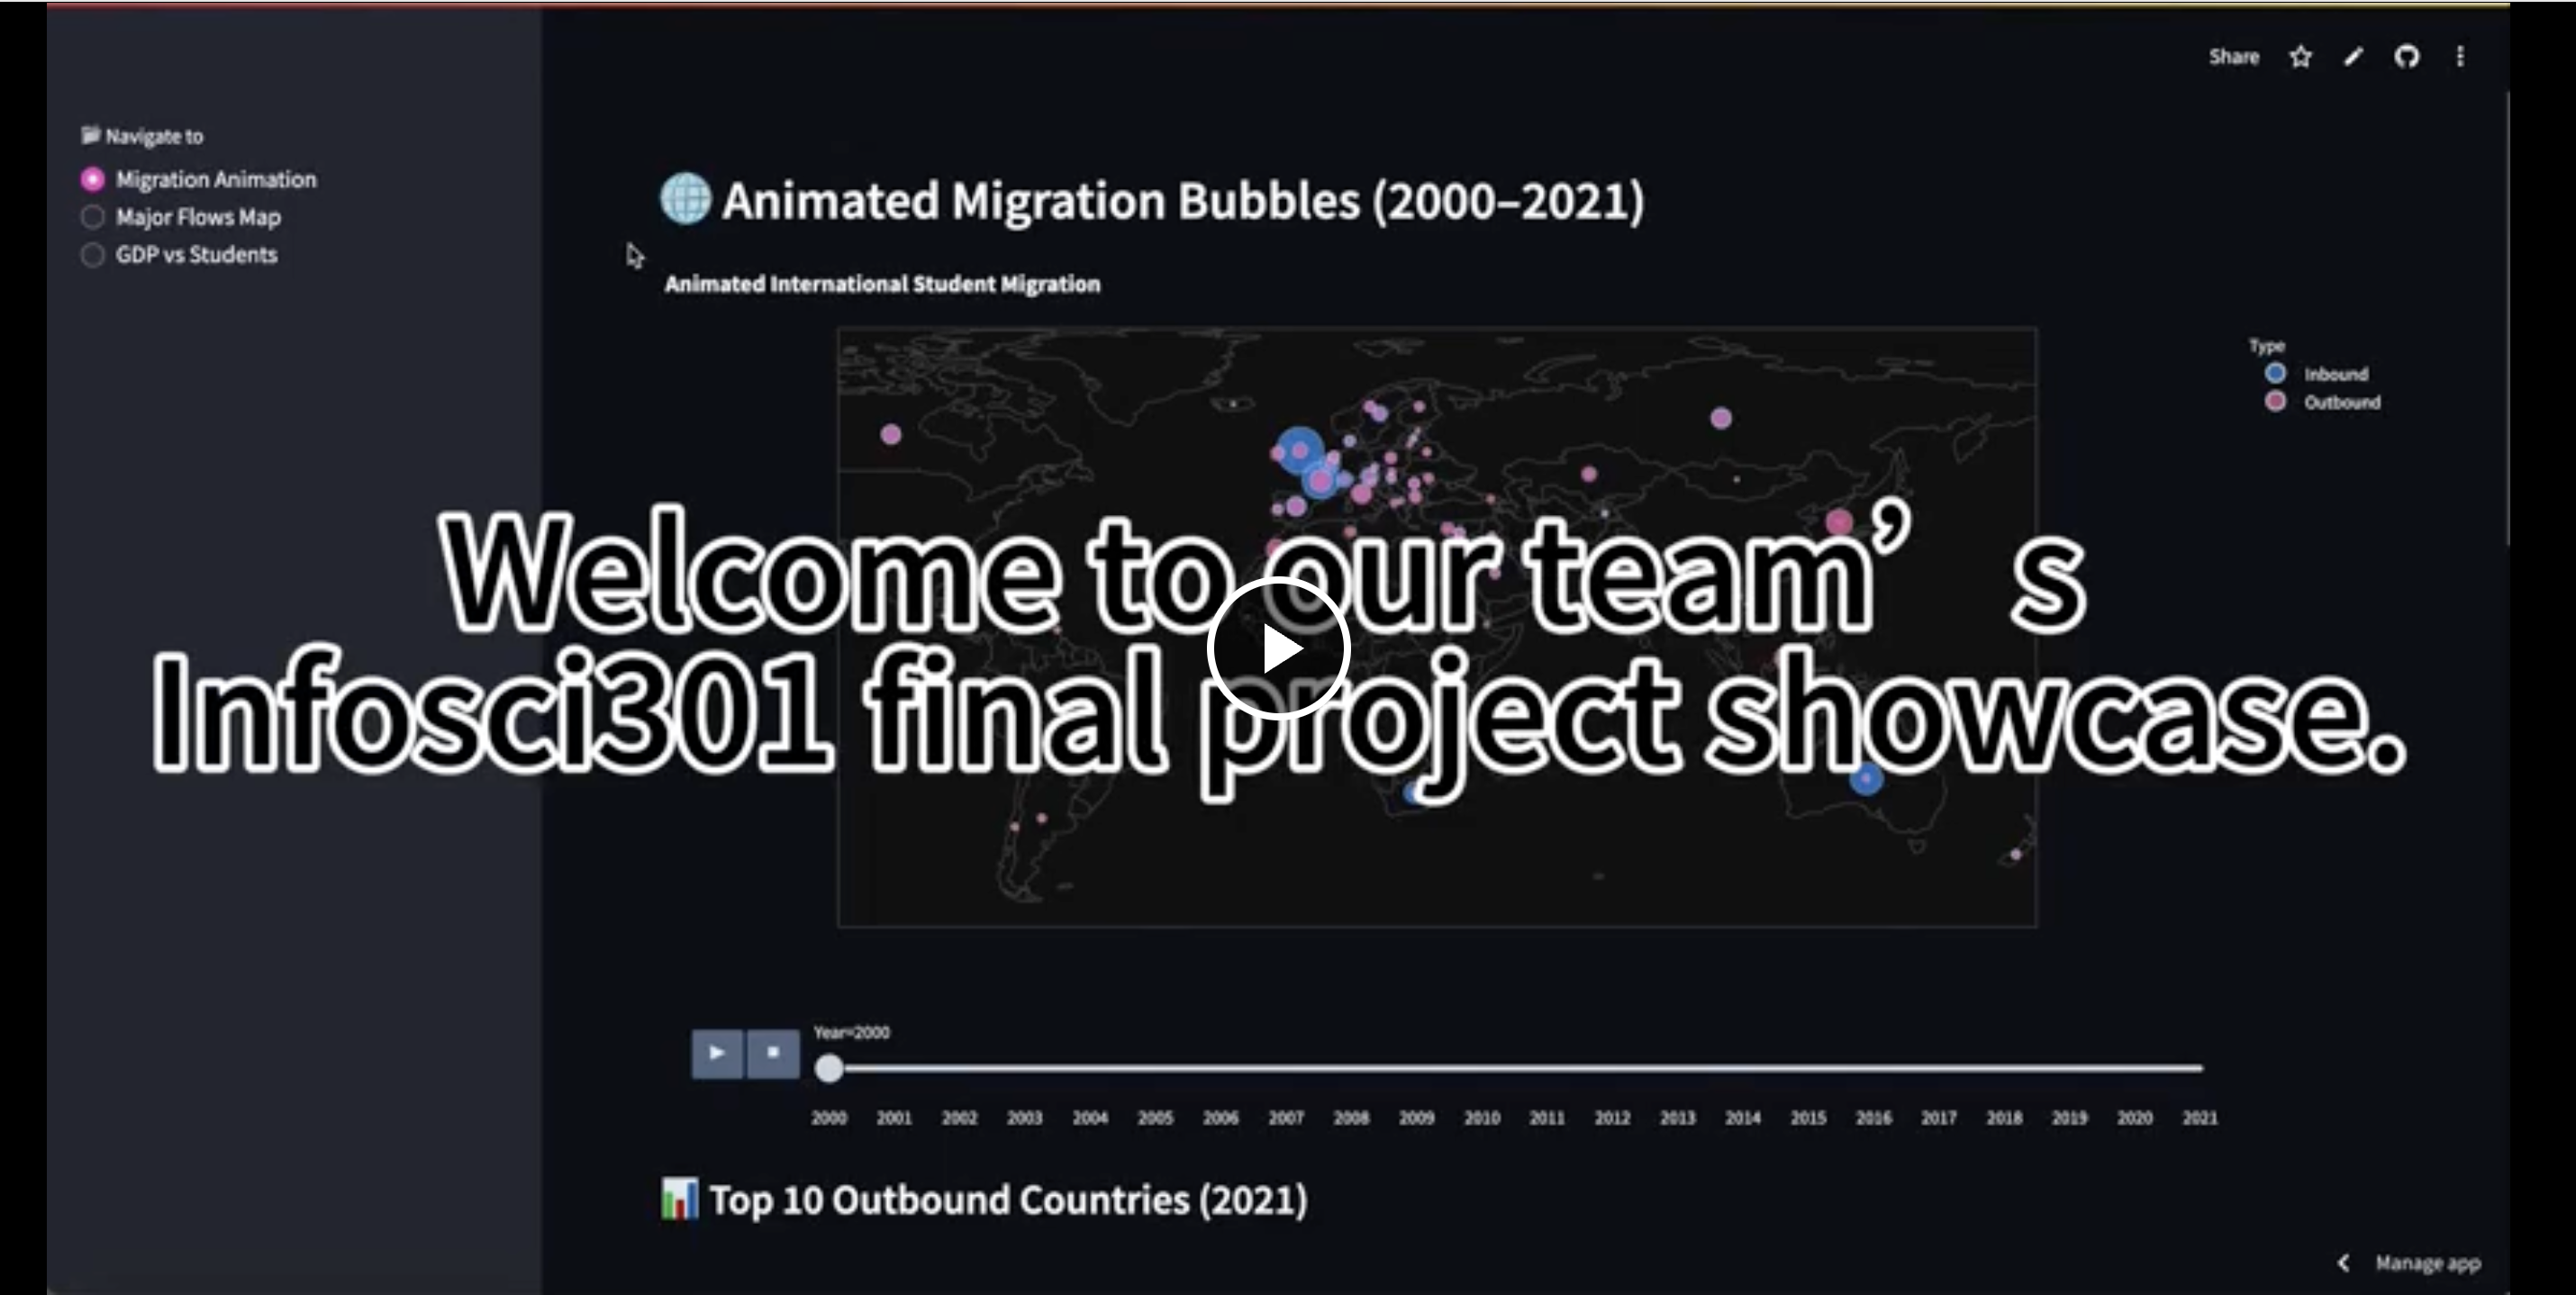 Share
Navigate to
Migration Animation
Major Flows Map
GDP vs Students
Animated Migration Bubbles (2000–2021)
Animated International Student Migration
Type
Inbound
Outbound
Welcome to our team’s
Infosci301 final project showcase.
Year=2000
2000 2001 2002 2003 2004 2005 2006 2007 2008 2009 2010 2011 2012 2013 2014 2015 2016 2017 2018 2019 2020 2021
Top 10 Outbound Countries (2021)
Manage app